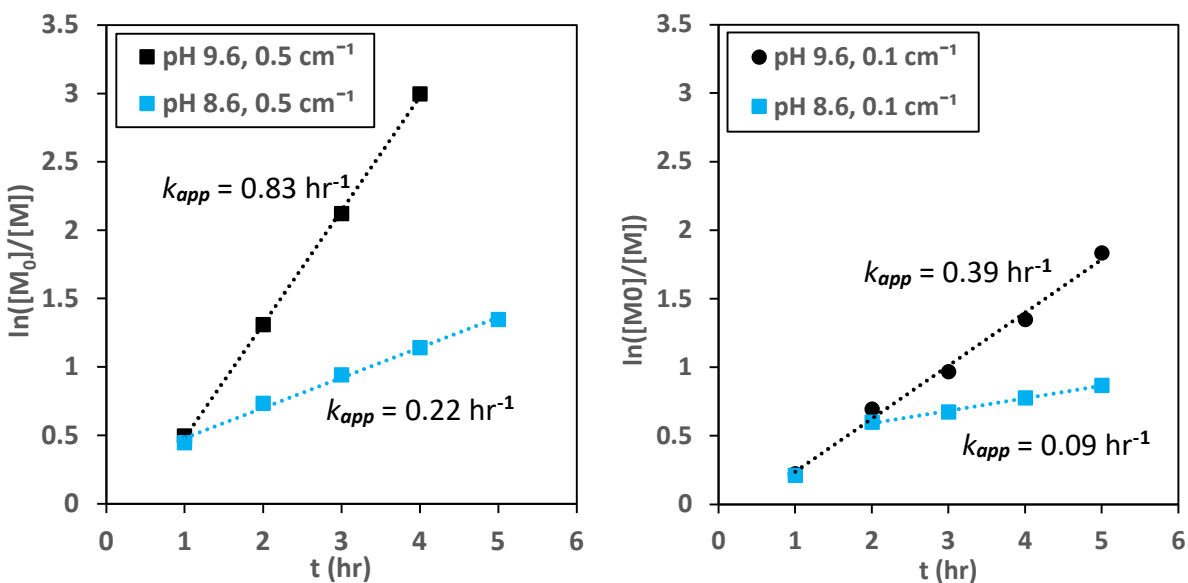 3.5
3
2.5
2
1.5
1
0.5
0
ln([M₀]/[M])
pH 9.6, 0.5 cm⁻¹
pH 8.6, 0.5 cm⁻¹
kapp = 0.83 hr⁻¹
kapp = 0.22 hr⁻¹
0 1 2 3 4 5 6
t (hr)
3.5
3
2.5
2
1.5
1
0.5
0
ln([M0]/[M])
pH 9.6, 0.1 cm⁻¹
pH 8.6, 0.1 cm⁻¹
kapp = 0.39 hr⁻¹
kapp = 0.09 hr⁻¹
0 1 2 3 4 5 6
t (hr)